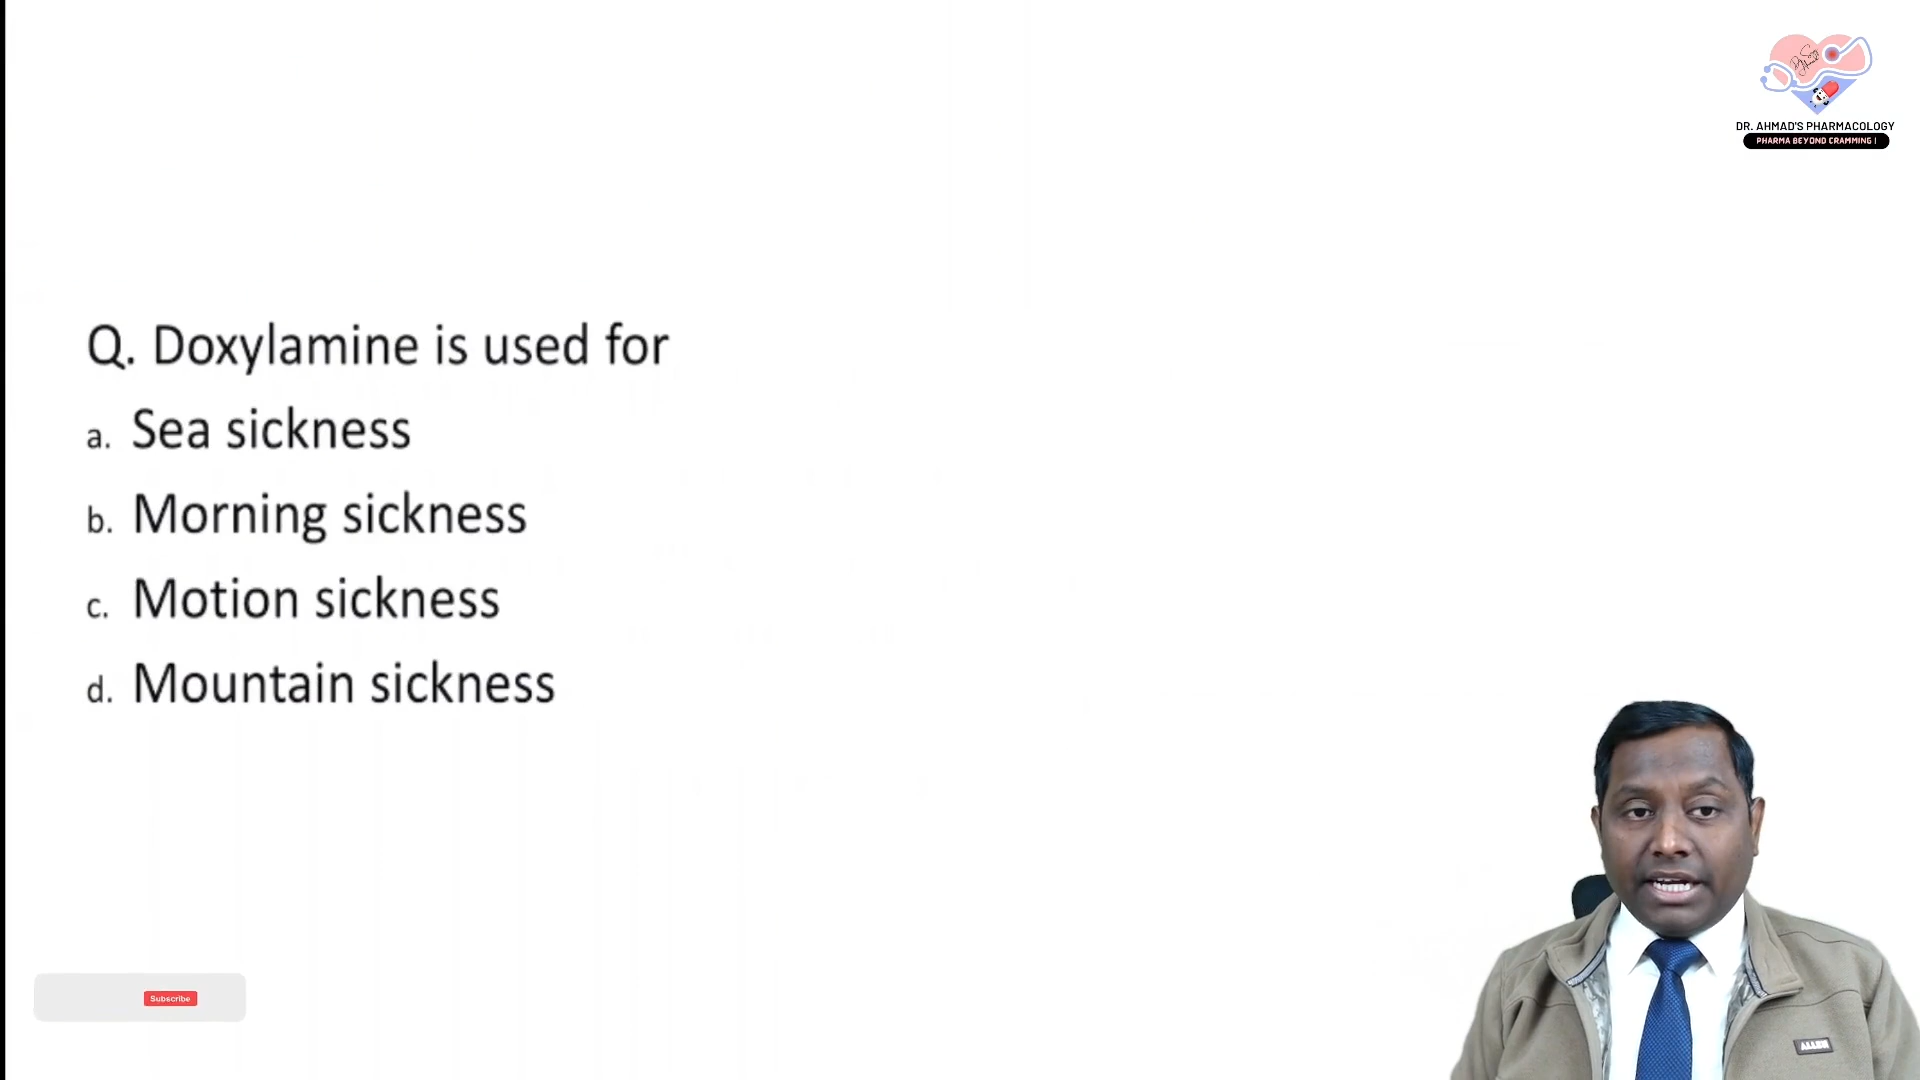 DR. AHMAD'S PHARMACOLOGY
PHARMA BEYOND CRAMMING !
Q. Doxylamine is used for
a. Sea sickness
b. Morning sickness
c. Motion sickness
d. Mountain sickness
Subscribe
ALLEN